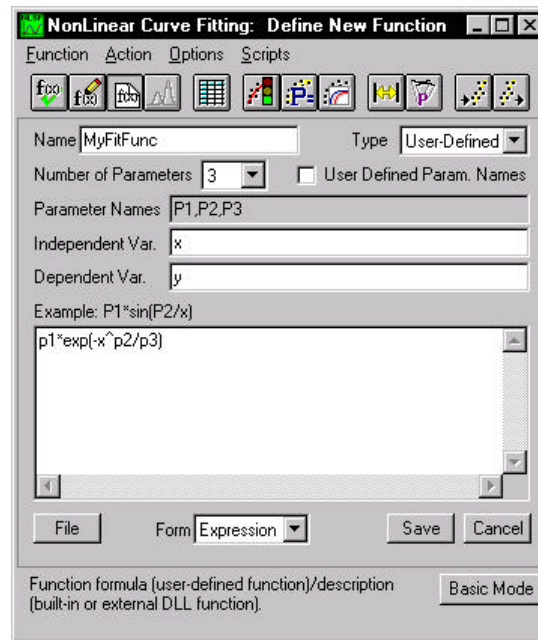 NonLinear Curve Fitting: Define New Function
Function Action Options Scripts
Name MyFitFunc Type User-Defined
Number of Parameters 3 User Defined Param. Names
Parameter Names P1,P2,P3
Independent Var. x
Dependent Var. y
Example: P1*sin(P2/x)
p1*exp(-x^p2/p3)
File Form Expression Save Cancel
Function formula (user-defined function)/description
(built-in or external DLL function).
Basic Mode